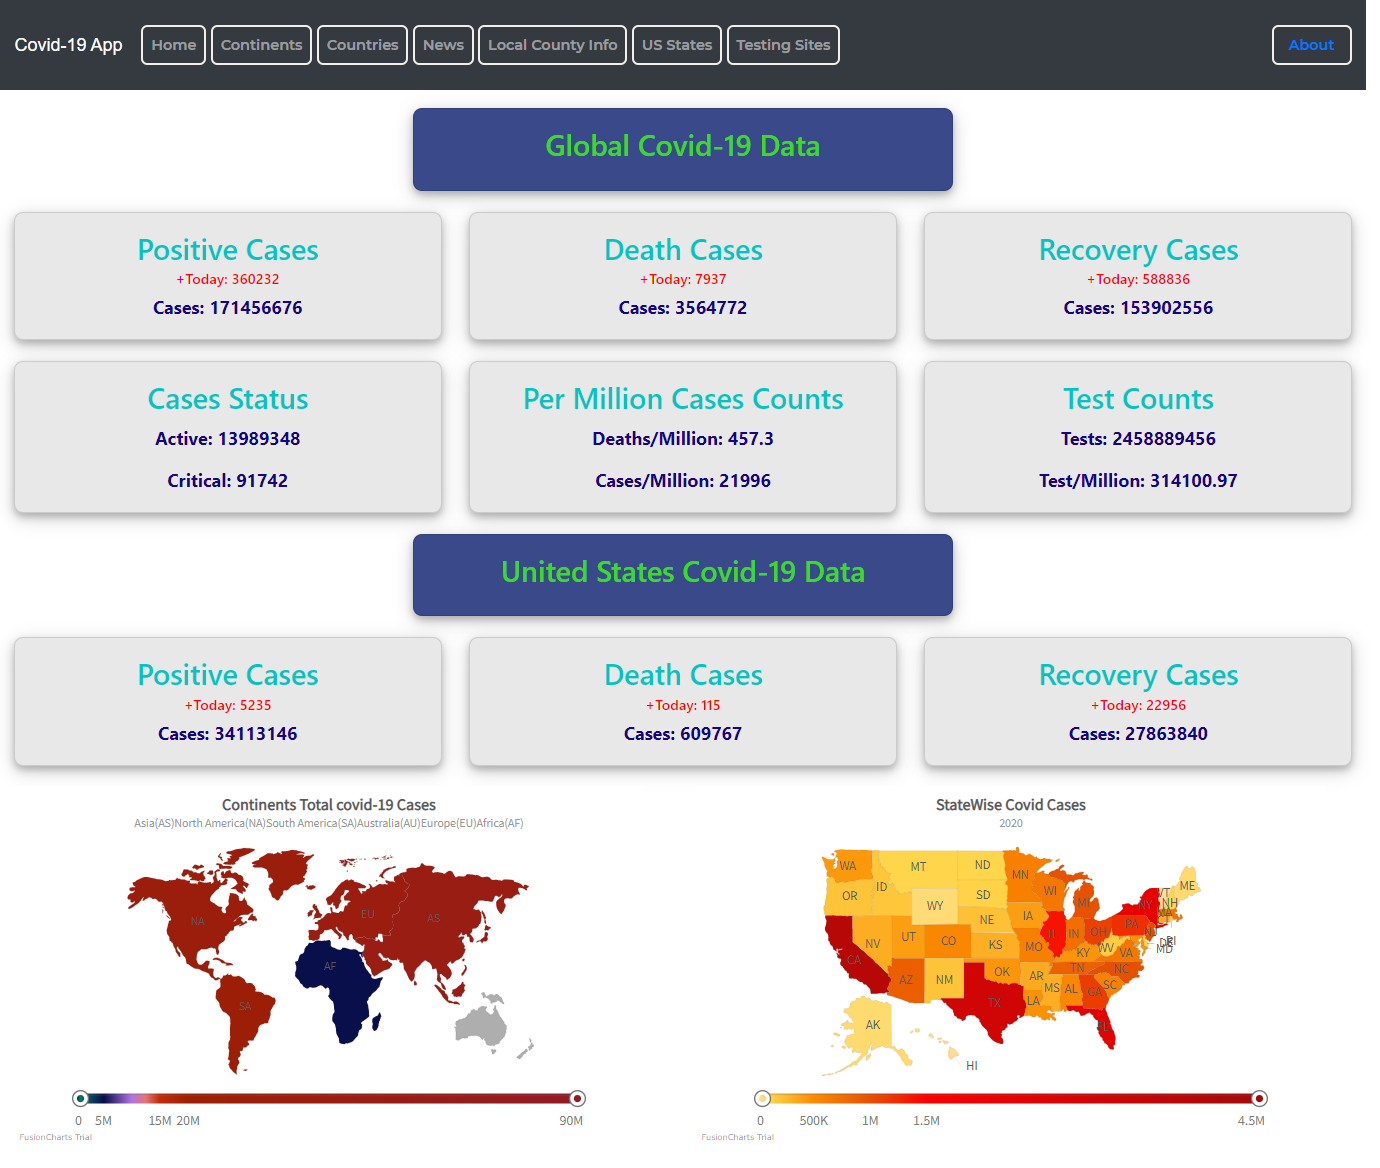 Covid-19 App Home Continents Countries News Local County Info US States Testing Sites About
Global Covid-19 Data
Positive Cases
+Today: 360232
Cases: 171456676
Death Cases
+Today: 7937
Cases: 3564772
Recovery Cases
+Today: 588836
Cases: 153902556
Cases Status
Active: 13989348
Critical: 91742
Per Million Cases Counts
Deaths/Million: 457.3
Cases/Million: 21996
Test Counts
Tests: 2458889456
Test/Million: 314100.97
United States Covid-19 Data
Positive Cases
+Today: 5235
Cases: 34113146
Death Cases
+Today: 115
Cases: 609767
Recovery Cases
+Today: 22956
Cases: 27863840
Continents Total covid-19 Cases
Asia(AS)North America(NA)South America(SA)Australia(AU)Europe(EU)Africa(AF)
NA
EU
AS
AF
SA
0 5M 15M 20M 90M
FusionCharts Trial
StateWise Covid Cases
2020
WA
MT
ND
MN
ID
OR
SD
WI
MI
NY
VT
NH
ME
WY
NE
IA
PA
NJ
NV
UT
CO
KS
MO
IN
OH
WV
VA
MD
RI
KY
CA
AZ
NM
OK
AR
TN
NC
SC
TX
LA
MS
AL
GA
FL
AK
HI
0 500K 1M 1.5M 4.5M
FusionCharts Trial